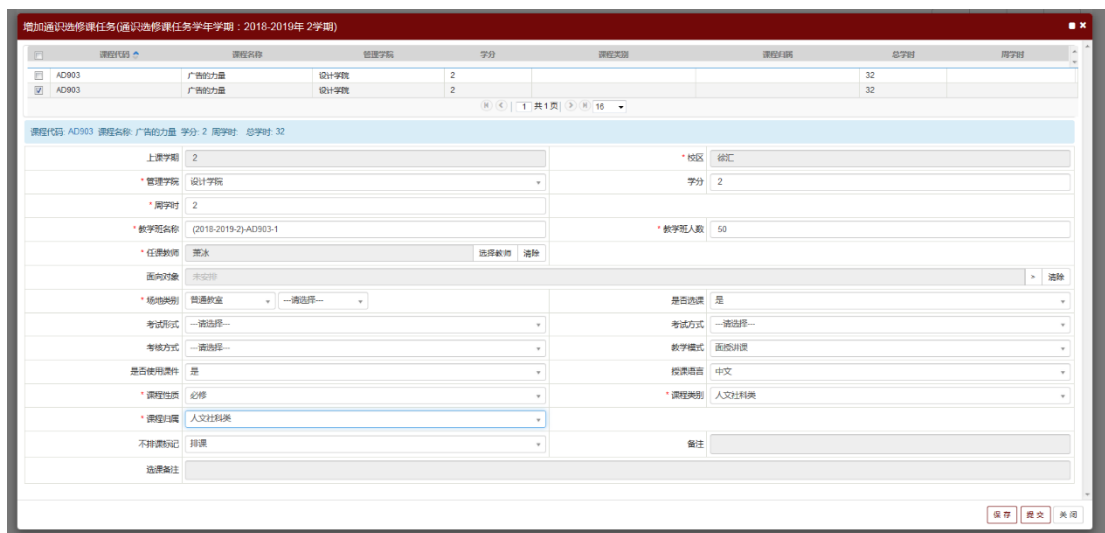 增加通识选修课任务(通识选修课任务学年学期：2018-2019年 2学期)
课程代码 课程名称 管理学院 学分 课程类别 课程归属 总学时 周学时
AD903 广告的力量 设计学院 2 32
AD903 广告的力量 设计学院 2 32
1 共1页 16
课程代码: AD903 课程名称: 广告的力量 学分: 2 周学时: 总学时: 32
上课学期 2 * 校区 徐汇
* 管理学院 设计学院 学分 2
* 周学时 2
* 教学班名称 (2018-2019-2)-AD903-1 * 教学班人数 50
* 任课教师 萧冰 选择教师 清除
面向对象 未安排 > 清除
* 场地类别 普通教室 ---请选择--- 是否选课 是
考试形式 ---请选择--- 考试方式 ---请选择---
考核方式 ---请选择--- 教学模式 面授讲课
是否使用课件 是 授课语言 中文
* 课程性质 必修 * 课程类别 人文社科类
* 课程归属 人文社科类
不排课标记 排课 备注
选课备注
保存 提交 关闭